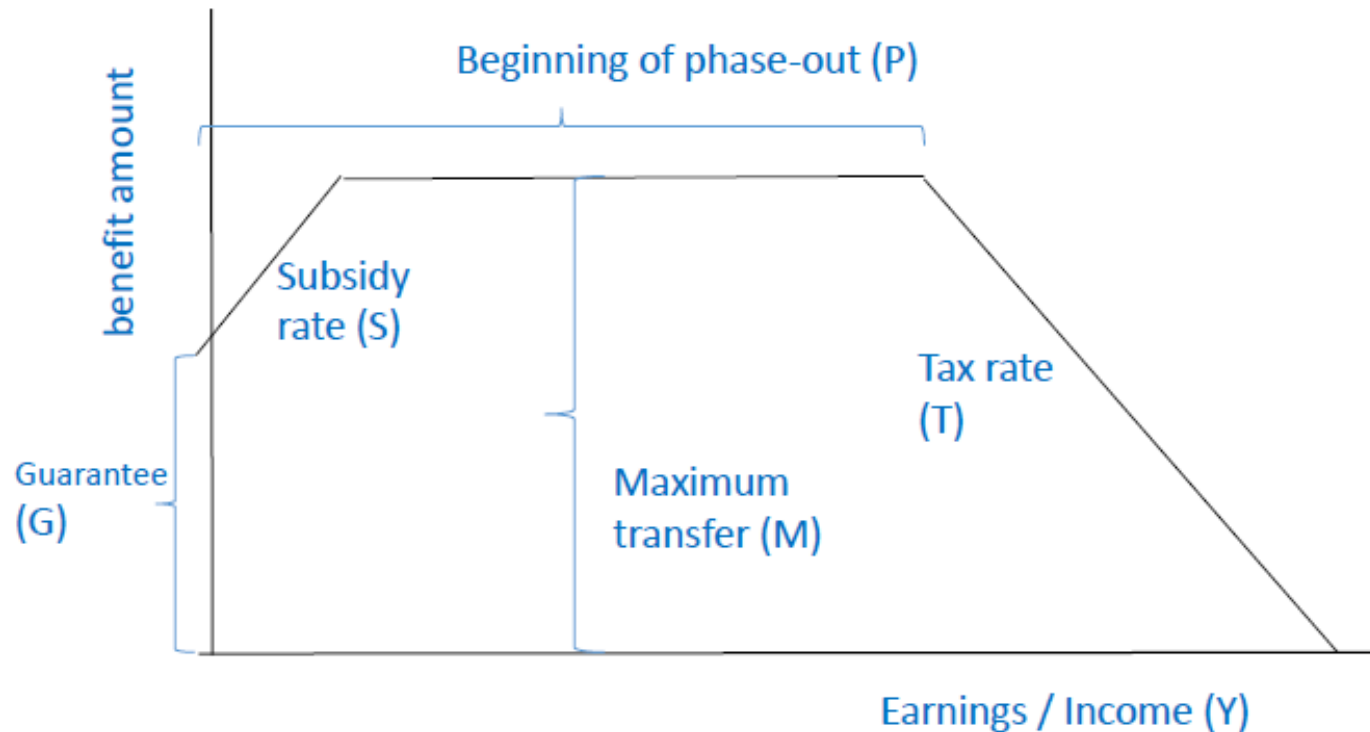 Beginning of phase-out (P)
benefit amount
Subsidy
rate (S)
Tax rate
(T)
Guarantee
(G)
Maximum
transfer (M)
Earnings / Income (Y)